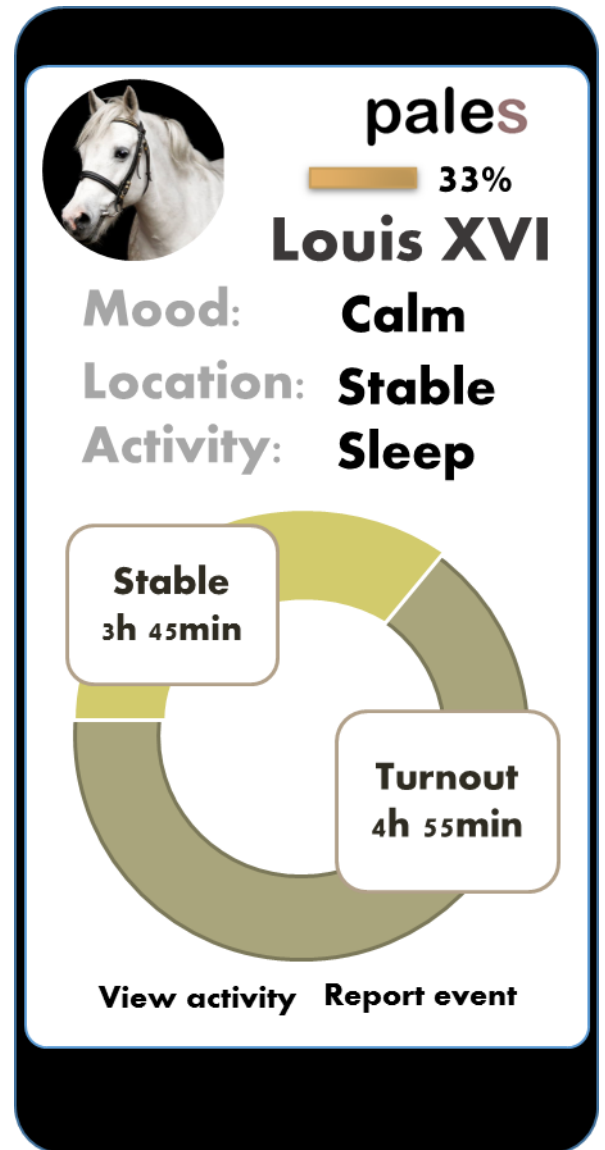 pales
33%
Louis XVI
Mood: Calm
Location: Stable
Activity: Sleep
Stable
3h 45min
Turnout
4h 55min
View activity Report event